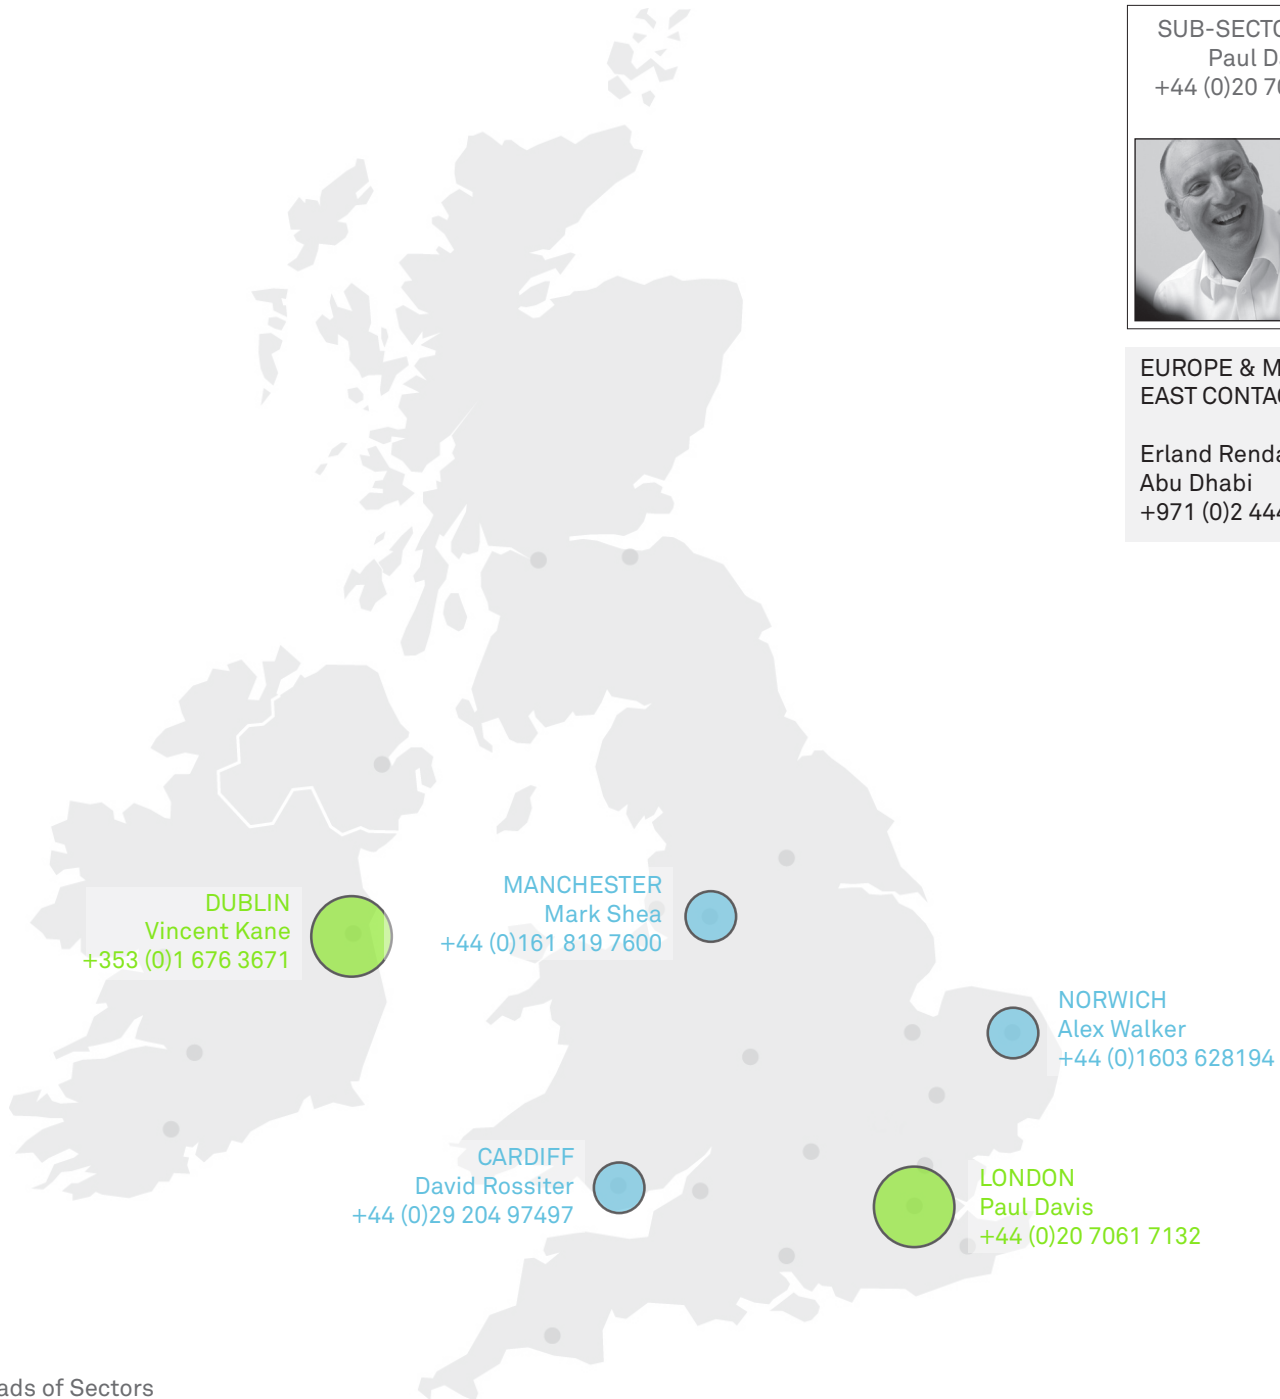 SUB-SECTO
Paul D
+44 (0)20 70
EUROPE & M
EAST CONTAC
Erland Renda
Abu Dhabi
+971 (0)2 444
DUBLIN
Vincent Kane
+353 (0)1 676 3671
MANCHESTER
Mark Shea
+44 (0)161 819 7600
NORWICH
Alex Walker
+44 (0)1603 628194
CARDIFF
David Rossiter
+44 (0)29 204 97497
LONDON
Paul Davis
+44 (0)20 7061 7132
ads of Sectors